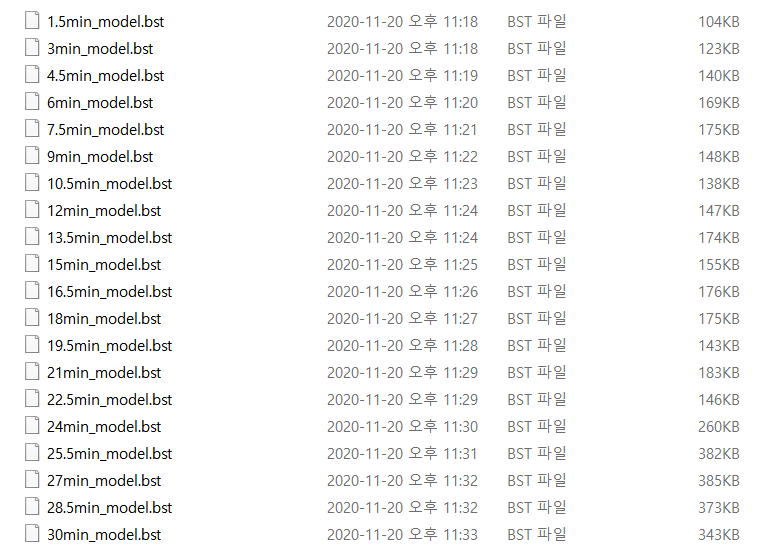 1.5min_model.bst 2020-11-20 오후 11:18 BST 파일 104KB
3min_model.bst 2020-11-20 오후 11:18 BST 파일 123KB
4.5min_model.bst 2020-11-20 오후 11:19 BST 파일 140KB
6min_model.bst 2020-11-20 오후 11:20 BST 파일 169KB
7.5min_model.bst 2020-11-20 오후 11:21 BST 파일 175KB
9min_model.bst 2020-11-20 오후 11:22 BST 파일 148KB
10.5min_model.bst 2020-11-20 오후 11:23 BST 파일 138KB
12min_model.bst 2020-11-20 오후 11:24 BST 파일 147KB
13.5min_model.bst 2020-11-20 오후 11:24 BST 파일 174KB
15min_model.bst 2020-11-20 오후 11:25 BST 파일 155KB
16.5min_model.bst 2020-11-20 오후 11:26 BST 파일 176KB
18min_model.bst 2020-11-20 오후 11:27 BST 파일 175KB
19.5min_model.bst 2020-11-20 오후 11:28 BST 파일 143KB
21min_model.bst 2020-11-20 오후 11:29 BST 파일 183KB
22.5min_model.bst 2020-11-20 오후 11:29 BST 파일 146KB
24min_model.bst 2020-11-20 오후 11:30 BST 파일 260KB
25.5min_model.bst 2020-11-20 오후 11:31 BST 파일 382KB
27min_model.bst 2020-11-20 오후 11:32 BST 파일 385KB
28.5min_model.bst 2020-11-20 오후 11:32 BST 파일 373KB
30min_model.bst 2020-11-20 오후 11:33 BST 파일 343KB